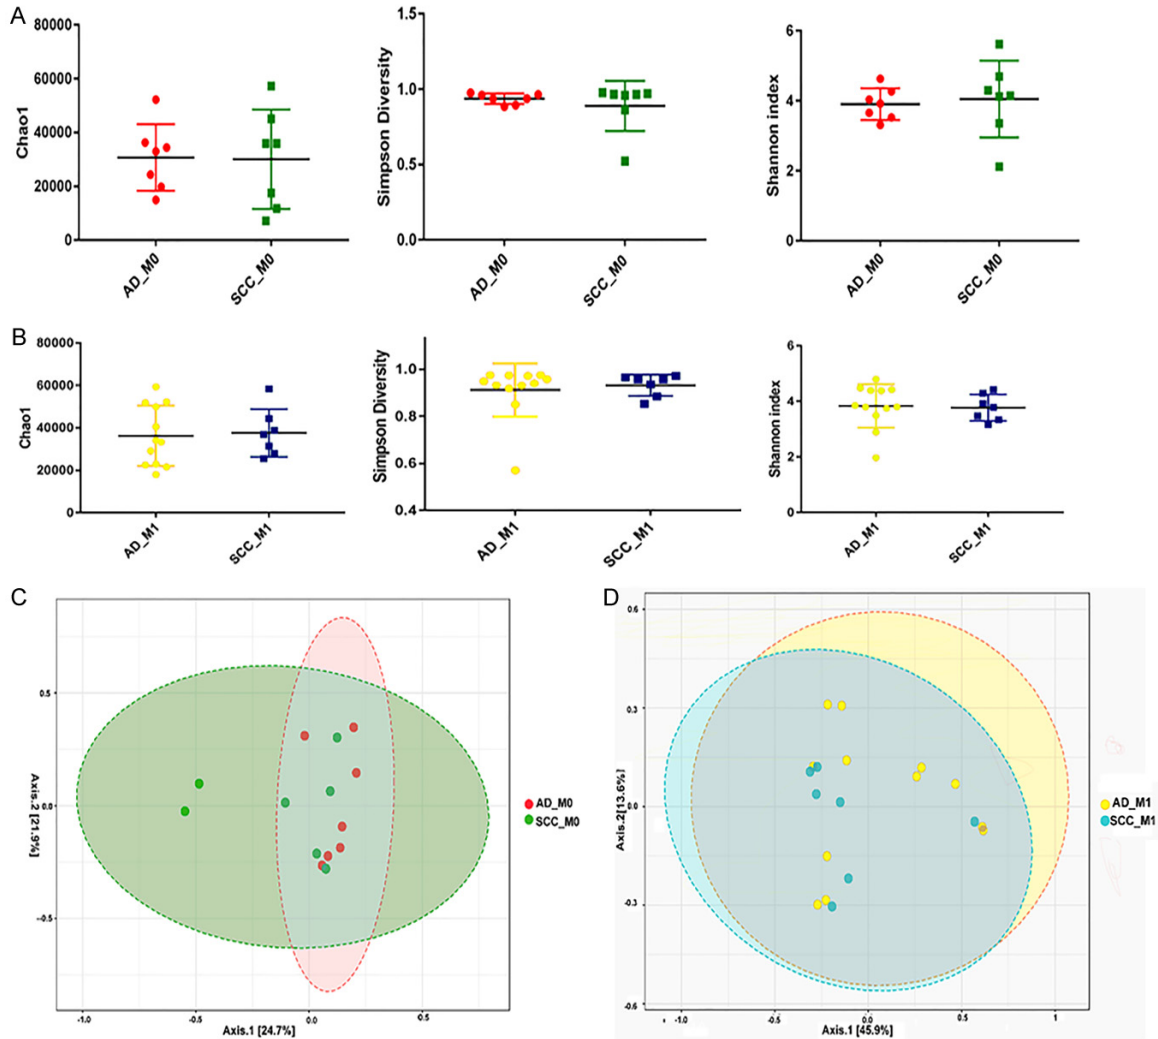 A
80000
60000
40000
20000
0
Chao1
AD_M0
SCC_M0
1.5
1.0
0.5
0.0
Simpson Diversity
AD_M0
SCC_M0
6
4
2
0
Shannon index
AD_M0
SCC_M0
B
80000
60000
40000
20000
0
Chao1
AD_M1
SCC_M1
1.0
0.8
0.6
0.4
Simpson Diversity
AD_M1
SCC_M1
6
4
2
0
Shannon index
AD_M1
SCC_M1
C
0.5
0.0
-0.5
Axis.2 [21.9%]
-1.0
-0.5
0.0
0.5
Axis.1 [24.7%]
AD_M0
SCC_M0
D
0.6
0.3
0.0
-0.3
-0.6
Axis.2[13.6%]
-1.0
-0.5
0.0
0.5
1
Axis.1 [45.9%]
AD_M1
SCC_M1